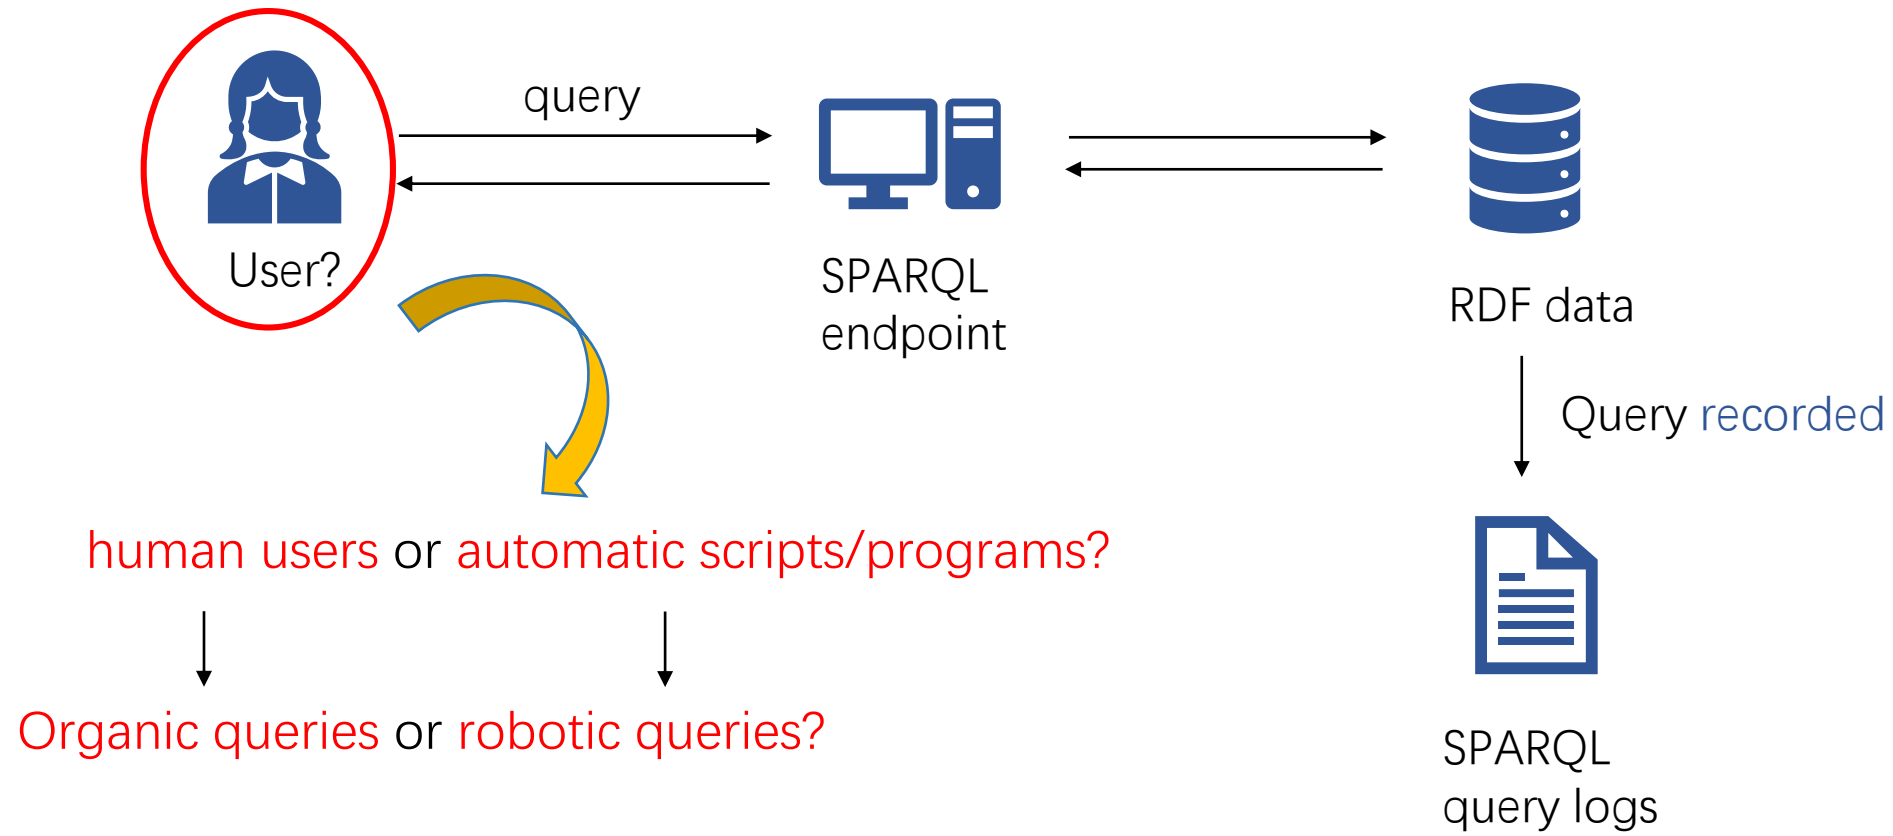 query
User?
SPARQL
endpoint
RDF data
Query recorded
human users or automatic scripts/programs?
Organic queries or robotic queries?
SPARQL
query logs